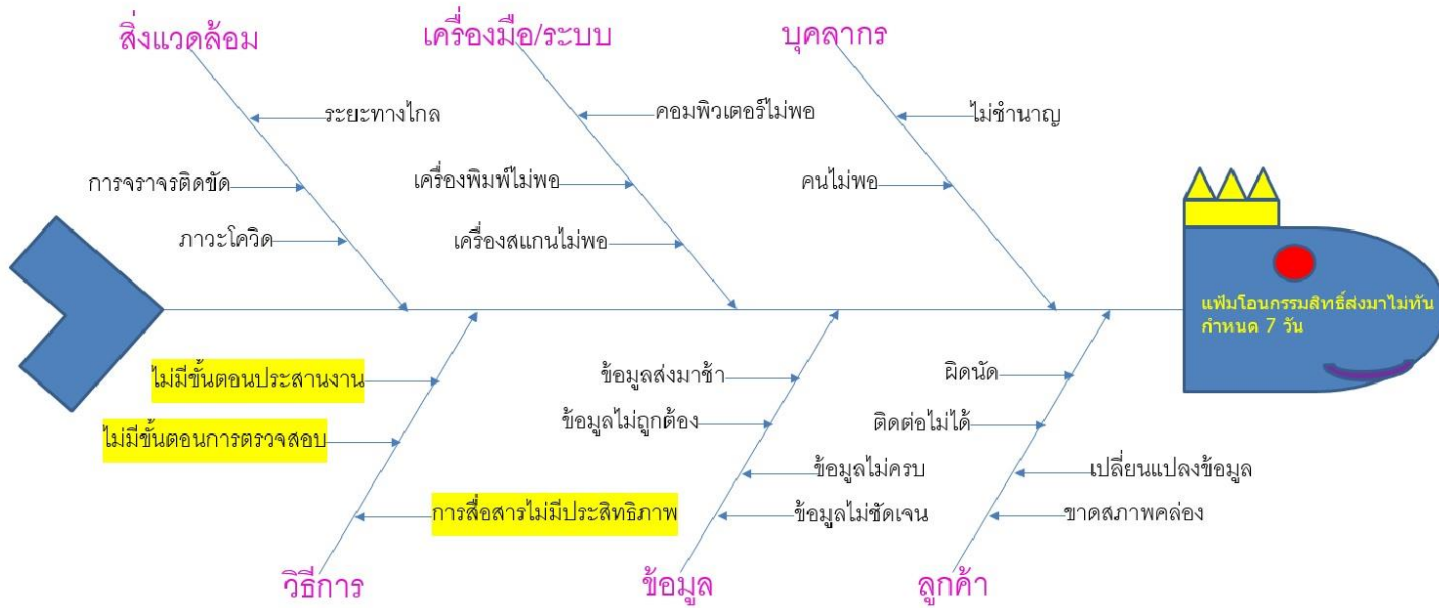 สิ่งแวดล้อม
เครื่องมือ/ระบบ
บุคลากร
ระยะทางไกล
คอมพิวเตอร์ไม่พอ
ไม่ชำนาญ
การจราจรติดขัด
เครื่องพิมพ์ไม่พอ
คนไม่พอ
ภาวะโควิด
เครื่องสแกนไม่พอ
แฟ้มโอนกรรมสิทธิ์ส่งมาไม่ทัน
กำหนด 7 วัน
ไม่มีขั้นตอนประสานงาน
ข้อมูลส่งมาช้า
ผิดนัด
ไม่มีขั้นตอนการตรวจสอบ
ข้อมูลไม่ถูกต้อง
ติดต่อไม่ได้
ข้อมูลไม่ครบ
เปลี่ยนแปลงข้อมูล
การสื่อสารไม่มีประสิทธิภาพ
ข้อมูลไม่ชัดเจน
ขาดสภาพคล่อง
วิธีการ
ข้อมูล
ลูกค้า